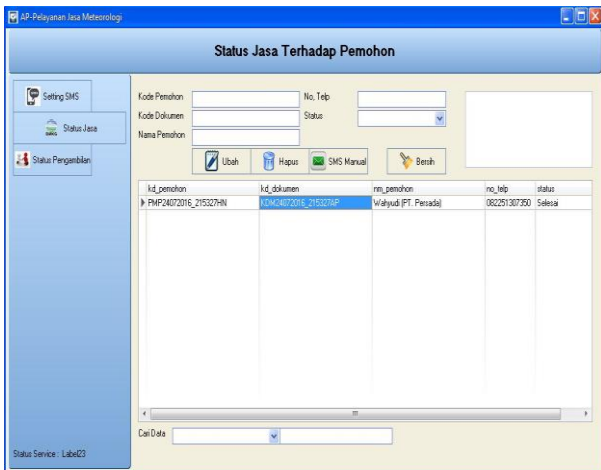 AP-Pelayanan Jasa Meteorologi
Status Jasa Terhadap Pemohon
Setting SMS
Status Jasa
Status Pengambilan
Kode Pemohon
No, Telp
Kode Dokumen
Status
Nama Pemohon
Ubah
Hapus
SMS Manual
Bersih
kd_pemohon kd_dokumen nm_pemohon no_telp status
PMP24072016_215327HN KDM24072016_215327AP Wahyudi (PT. Persada) 082251307350 Selesai
Cari Data
Status Service : Label23